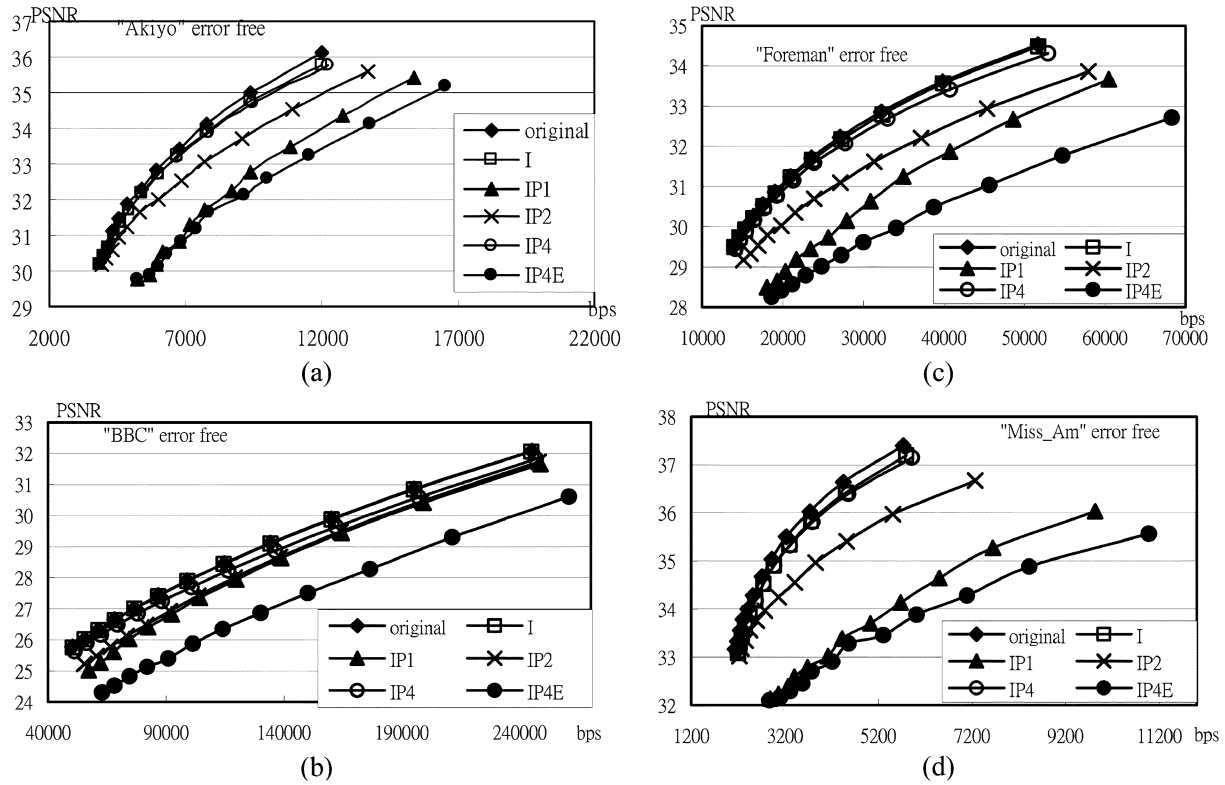 PSNR
"Akiyo" error free
37
36
35
34
33
32
31
30
29
original
I
IP1
IP2
IP4
IP4E
bps
2000 7000 12000 17000 22000
(a)
PSNR
"Foreman" error free
35
34
33
32
31
30
29
28
original I
IP1 IP2
IP4 IP4E
bps
10000 20000 30000 40000 50000 60000 70000
(c)
PSNR
"BBC" error free
33
32
31
30
29
28
27
26
25
24
original I
IP1 IP2
IP4 IP4E
40000 90000 140000 190000 240000 bps
(b)
PSNR
"Miss_Am" error free
38
37
36
35
34
33
32
original I
IP1 IP2
IP4 IP4E
1200 3200 5200 7200 9200 11200 bps
(d)